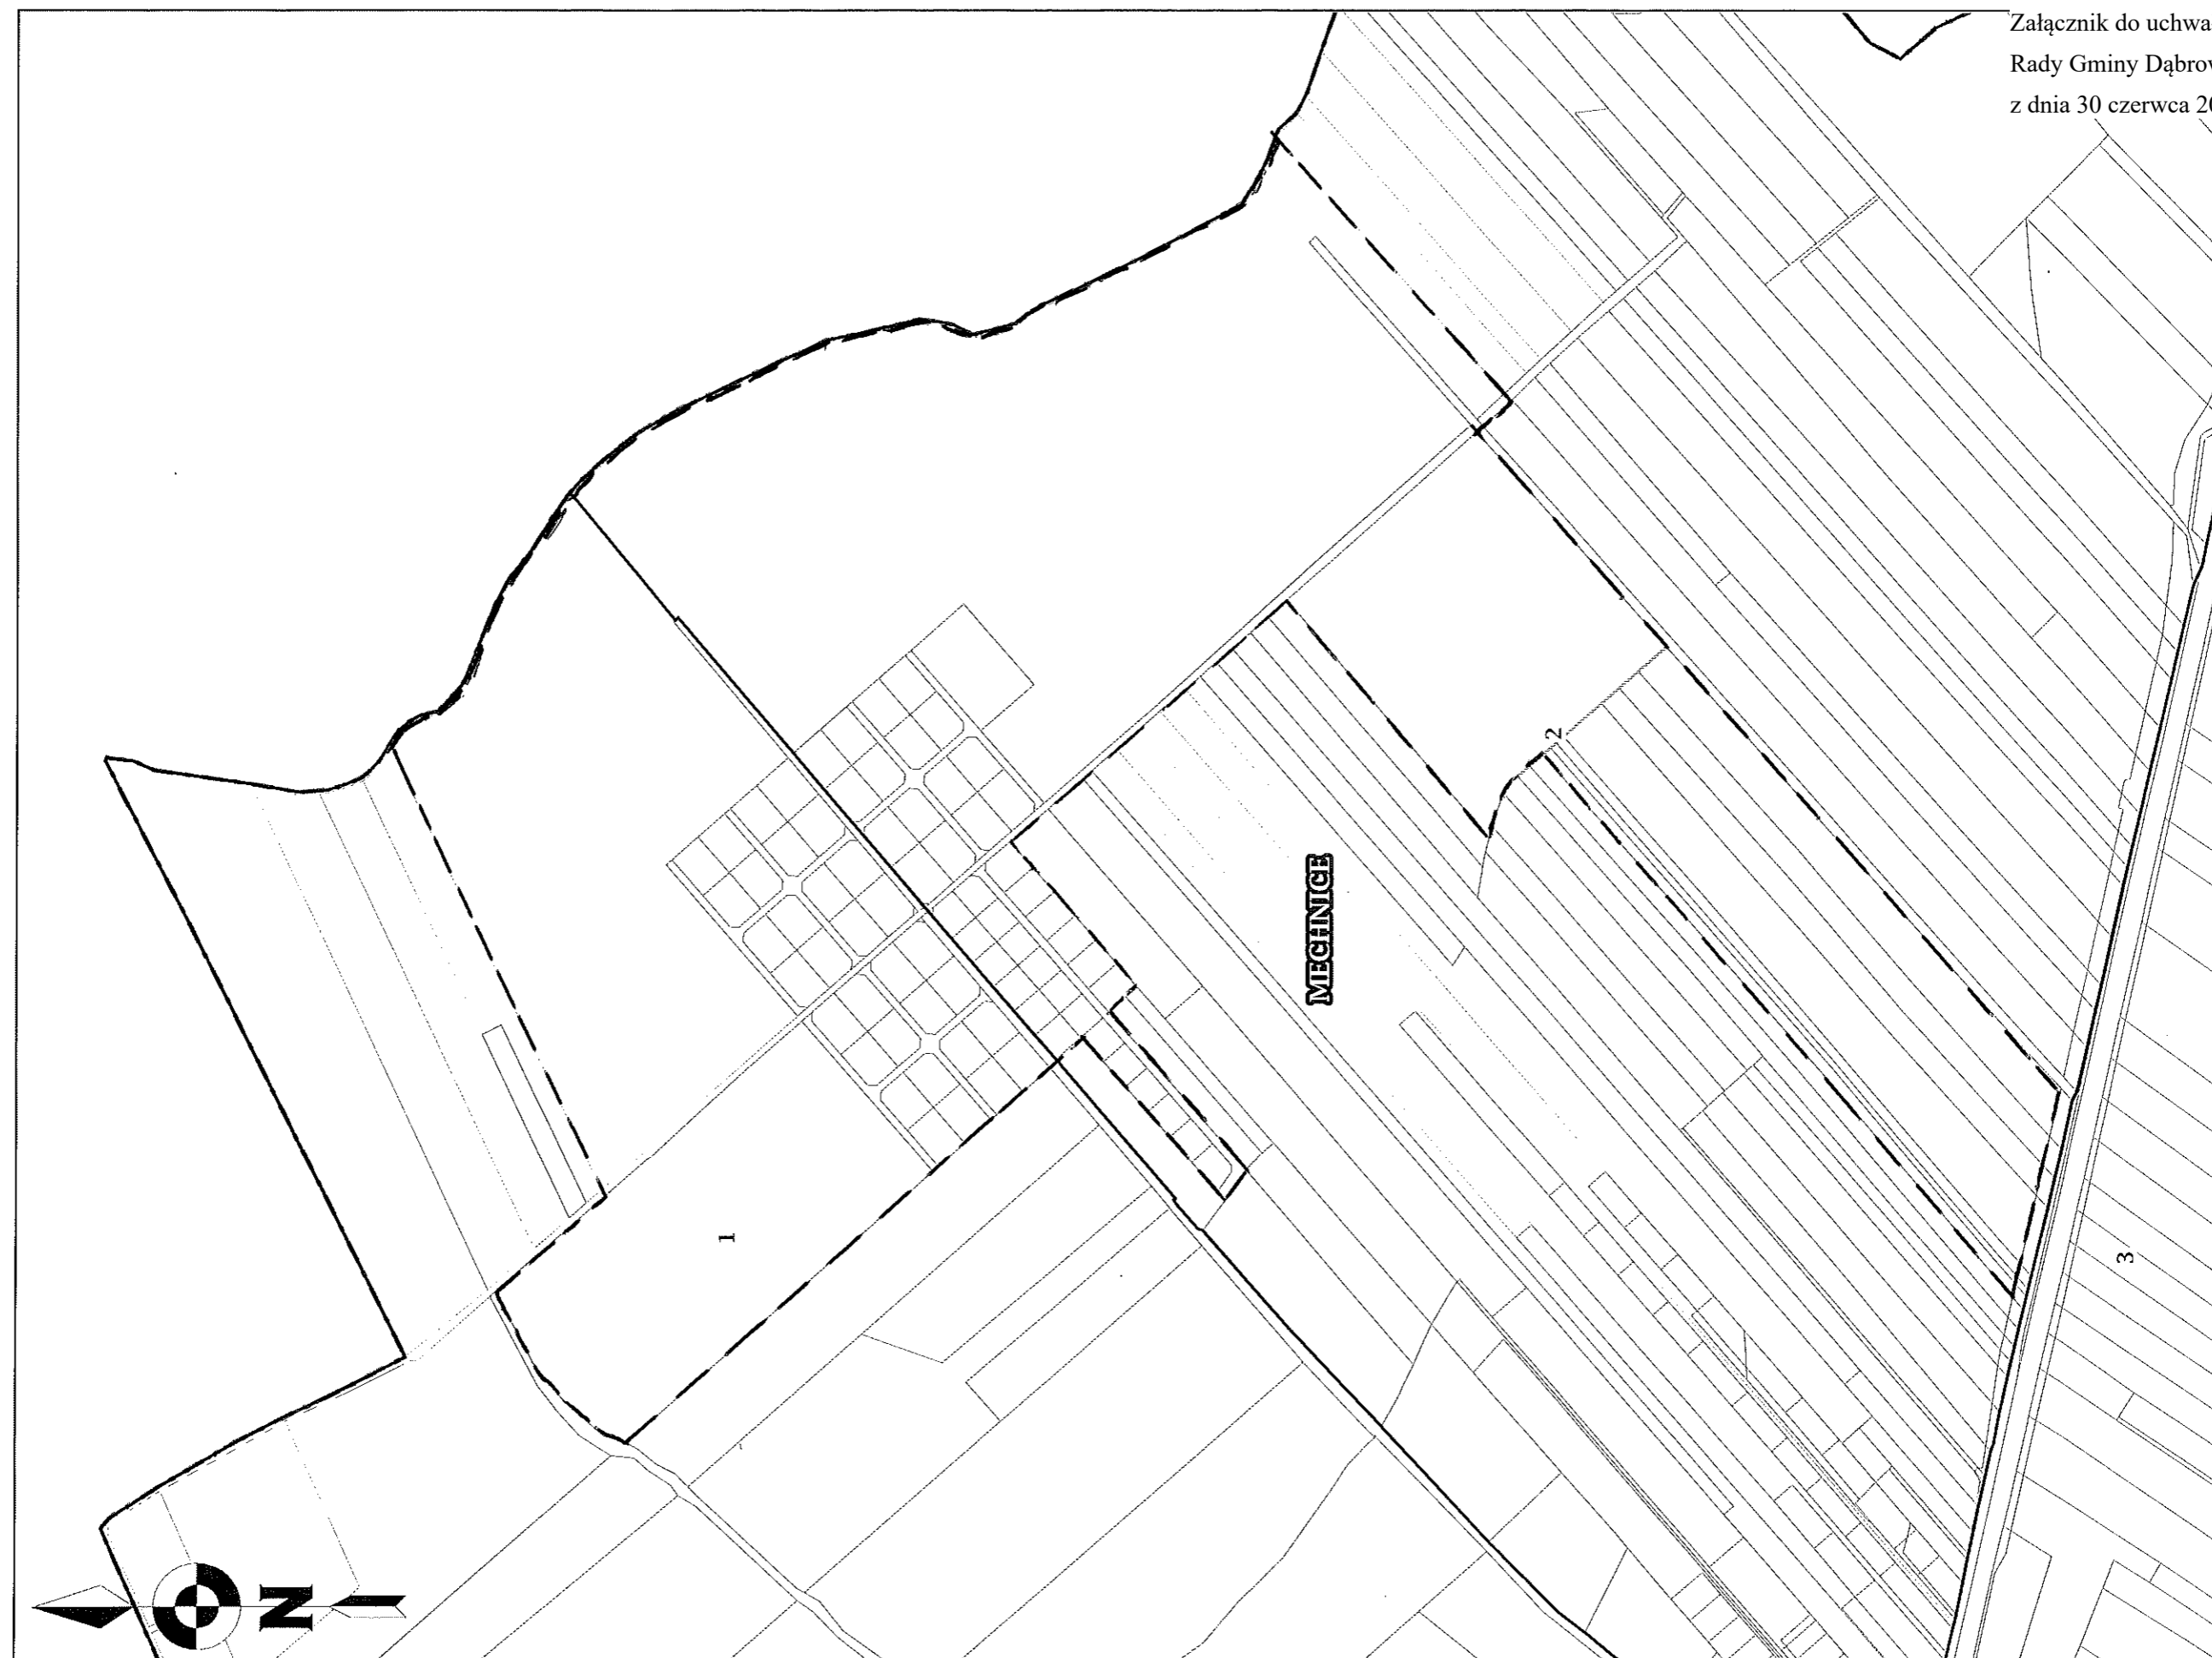 Załącznik do uchwa
Rady Gminy Dąbrow
z dnia 30 czerwca 20
2
MECHNICE
1
3
N